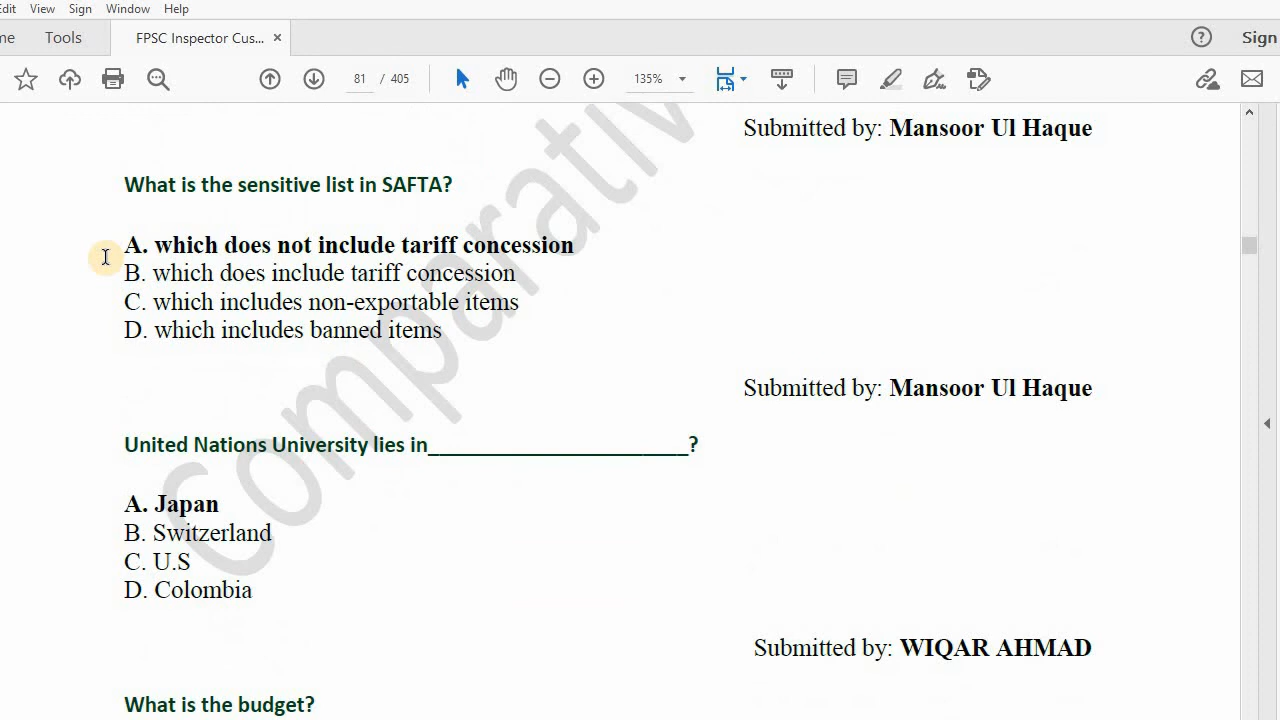 Edit View Sign Window Help
Tools FPSC Inspector Cus... × Sign
81 / 405 135%
Submitted by: Mansoor Ul Haque
What is the sensitive list in SAFTA?
A. which does not include tariff concession
B. which does include tariff concession
C. which includes non-exportable items
D. which includes banned items
Submitted by: Mansoor Ul Haque
United Nations University lies in______________________?
A. Japan
B. Switzerland
C. U.S
D. Colombia
Submitted by: WIQAR AHMAD
What is the budget?
Comparativ